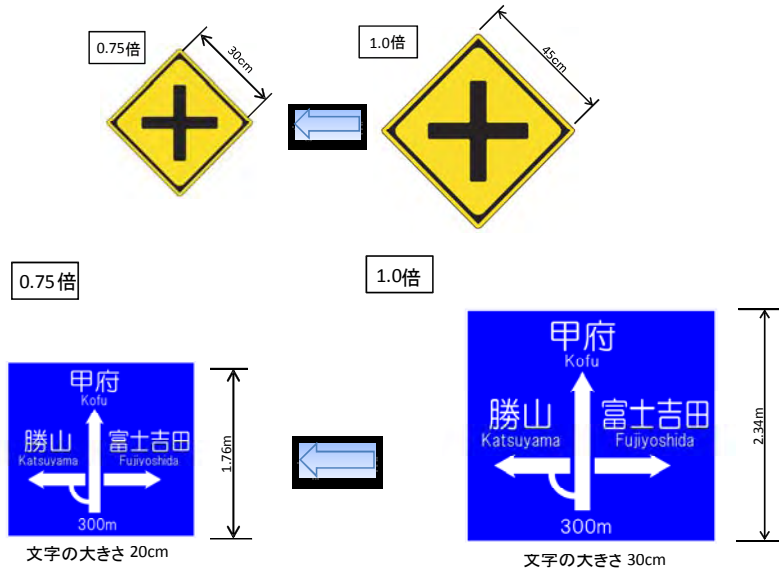 0.75倍
30cm
1.0倍
45cm
0.75倍
甲府
Kofu
勝山
Katsuyama
富士吉田
Fujiyoshida
300m
1.76m
文字の大きさ 20cm
1.0倍
甲府
Kofu
勝山
Katsuyama
富士吉田
Fujiyoshida
300m
2.34m
文字の大きさ 30cm